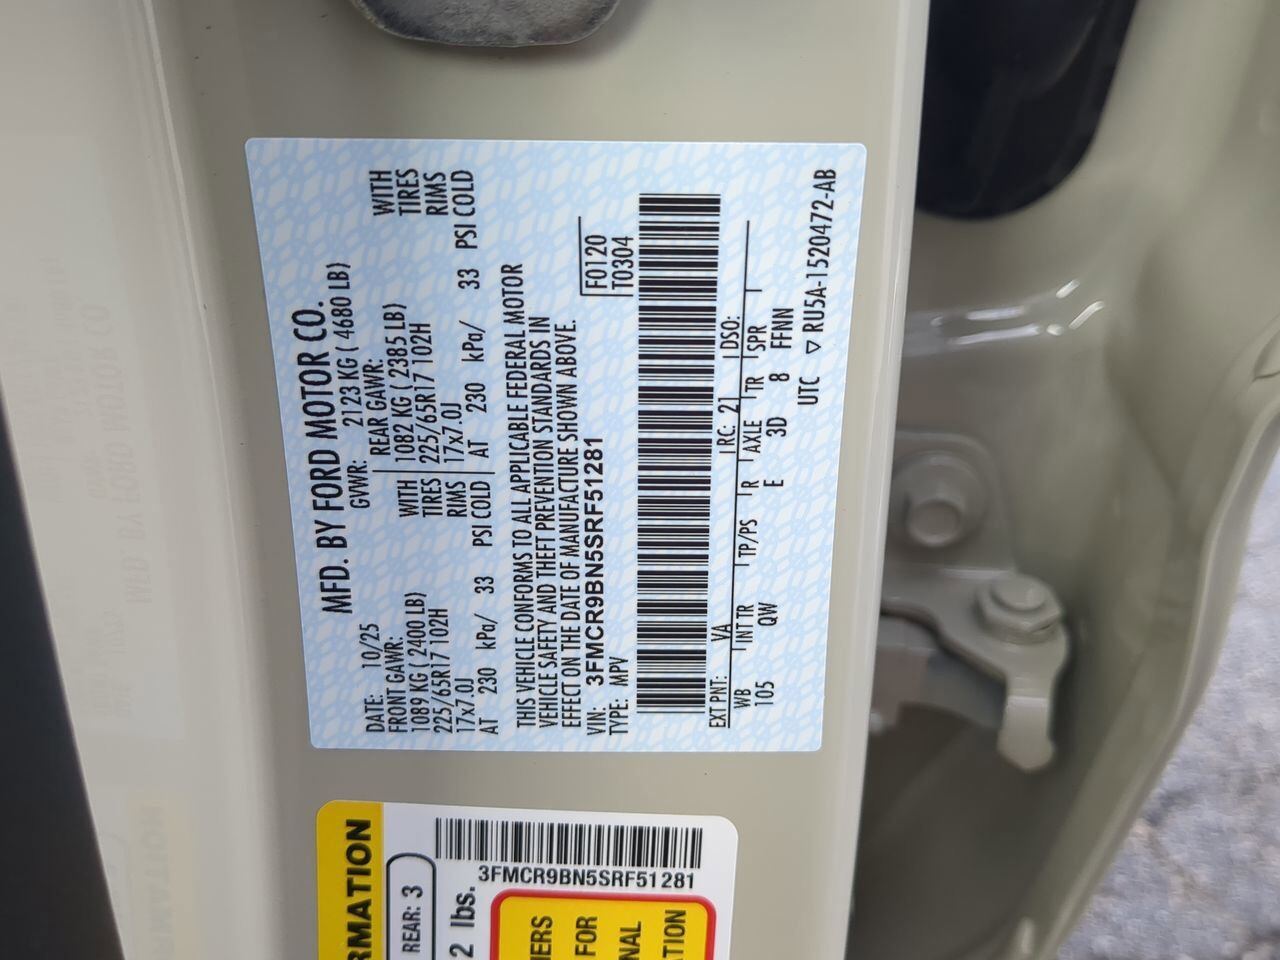 MFD. BY FORD MOTOR CO.
DATE: 10/25 GVWR: 2123 KG ( 4680 LB)
FRONT GAWR: REAR GAWR:
1089 KG ( 2400 LB) WITH 1082 KG ( 2385 LB) WITH
225/65R17 102H TIRES 225/65R17 102H TIRES
17x7.0J RIMS 17x7.0J RIMS
AT 230 kPa/ 33 PSI COLD AT 230 kPa/ 33 PSI COLD
THIS VEHICLE CONFORMS TO ALL APPLICABLE FEDERAL MOTOR
VEHICLE SAFETY AND THEFT PREVENTION STANDARDS IN
EFFECT ON THE DATE OF MANUFACTURE SHOWN ABOVE.
VIN: 3FMCR9BN5SRF51281 F0120
TYPE: MPV T0304
EXT PNT: VA RC: 21 DSO:
WB INT TR TP/PS R AXLE TR SPR
105 QW E 3D 8 FFNN
UTC ▽ RU5A-1520472-AB
3FMCR9BN5SRF51281
RMATION
REAR: 3
2 lbs.
IERS
FOR
NAL
TION